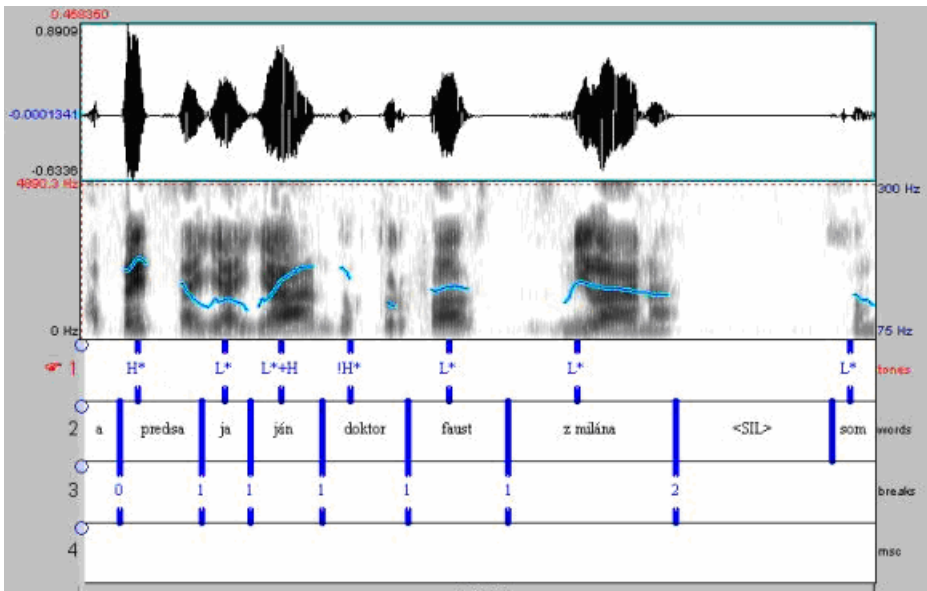 0.468350
0.8909
-0.0001341
-0.6336
4890.3 Hz 300 Hz
0 Hz 75 Hz
1 H* L* L*+H !H* L* L* L* tones
2 a predsa ja ján doktor faust z milána <SIL> som words
3 0 1 1 1 1 1 2 breaks
4 msc